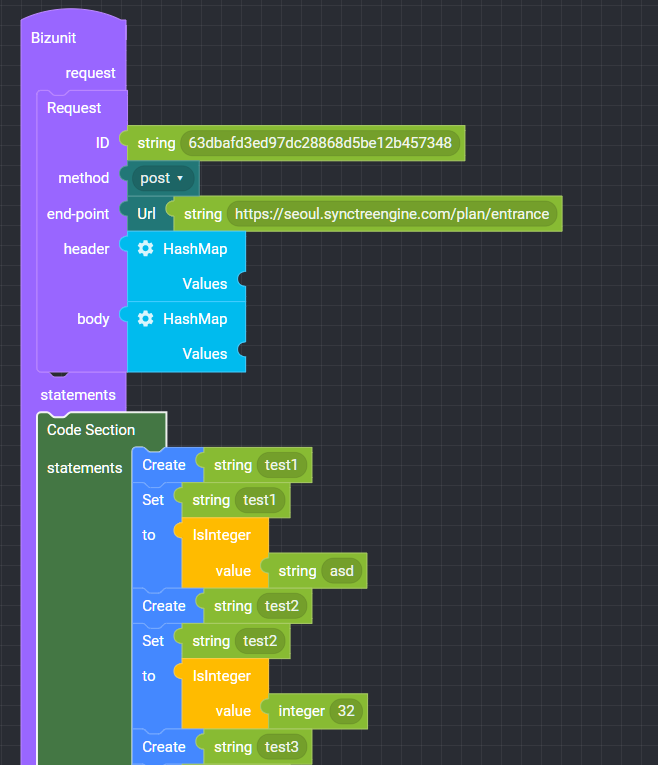 Bizunit
request
Request
ID string 63dbafd3ed97dc28868d5be12b457348
method post
end-point Url string https://seoul.synctreengine.com/plan/entrance
header HashMap
Values
body HashMap
Values
statements
Code Section
statements Create string test1
Set string test1
to IsInteger
value string asd
Create string test2
Set string test2
to IsInteger
value integer 32
Create string test3